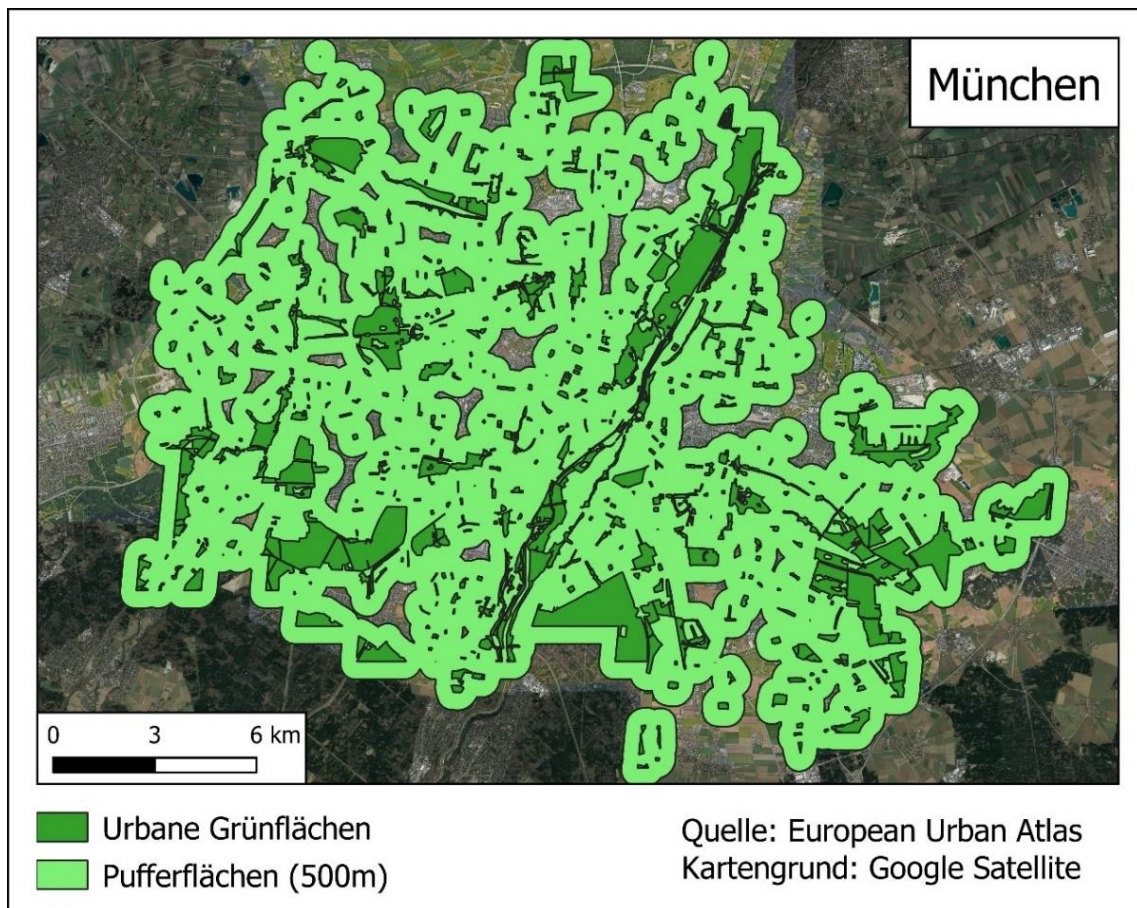 München
0 3 6 km
Urbane Grünflächen
Pufferflächen (500m)
Quelle: European Urban Atlas
Kartengrund: Google Satellite